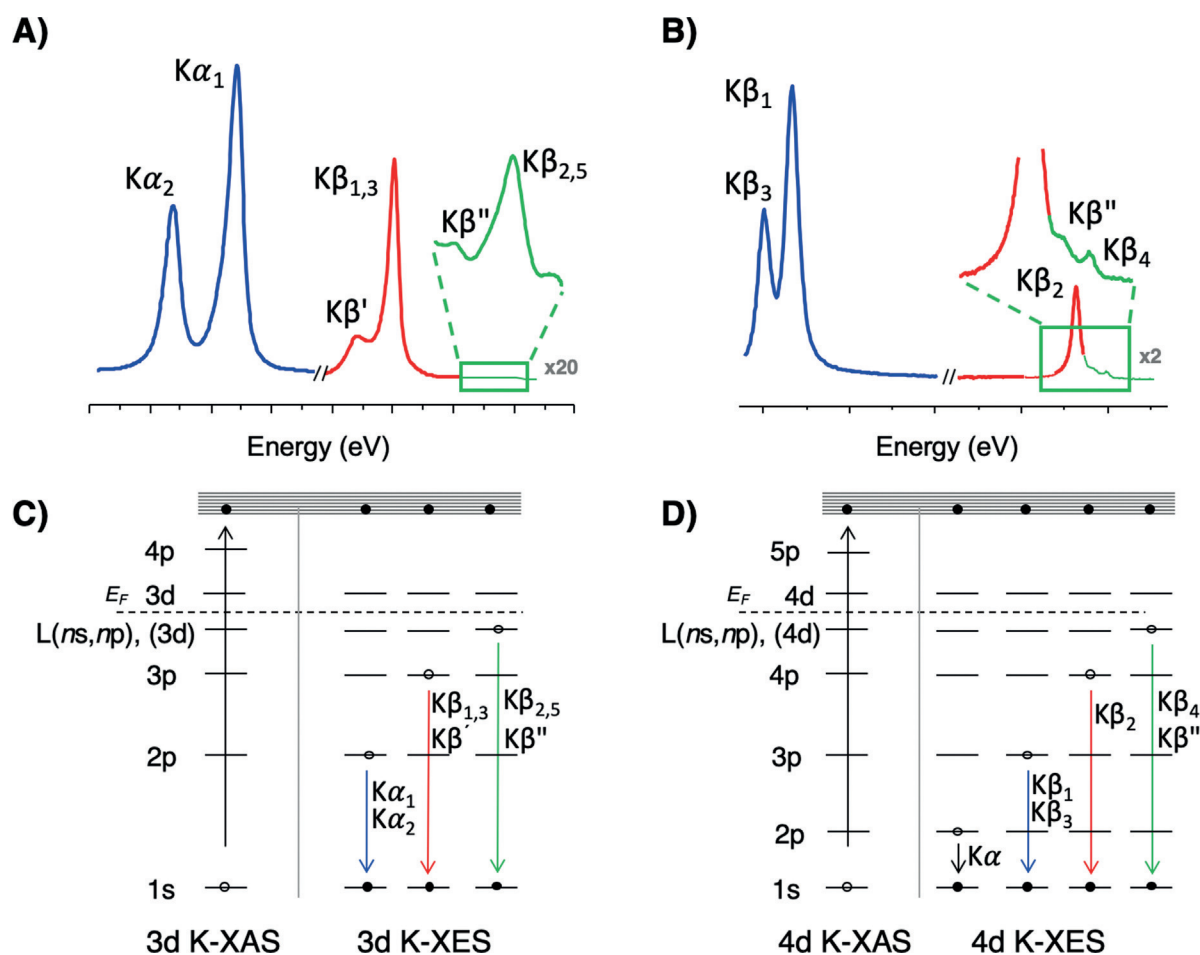 A)
Kα₁
Kα₂
Kβ₁,₃
Kβ'
Kβ"
Kβ₂,₅
x20
//
Energy (eV)
B)
Kβ₁
Kβ₃
Kβ"
Kβ₄
Kβ₂
x2
//
Energy (eV)
C)
4p
E_F 3d
L(ns,np), (3d)
3p
2p
1s
Kα₁
Kα₂
Kβ₁,₃
Kβ´
Kβ₂,₅
Kβ"
3d K-XAS 3d K-XES
D)
5p
E_F 4d
L(ns,np), (4d)
4p
3p
2p
1s
Kα
Kβ₁
Kβ₃
Kβ₂
Kβ₄
Kβ"
4d K-XAS 4d K-XES